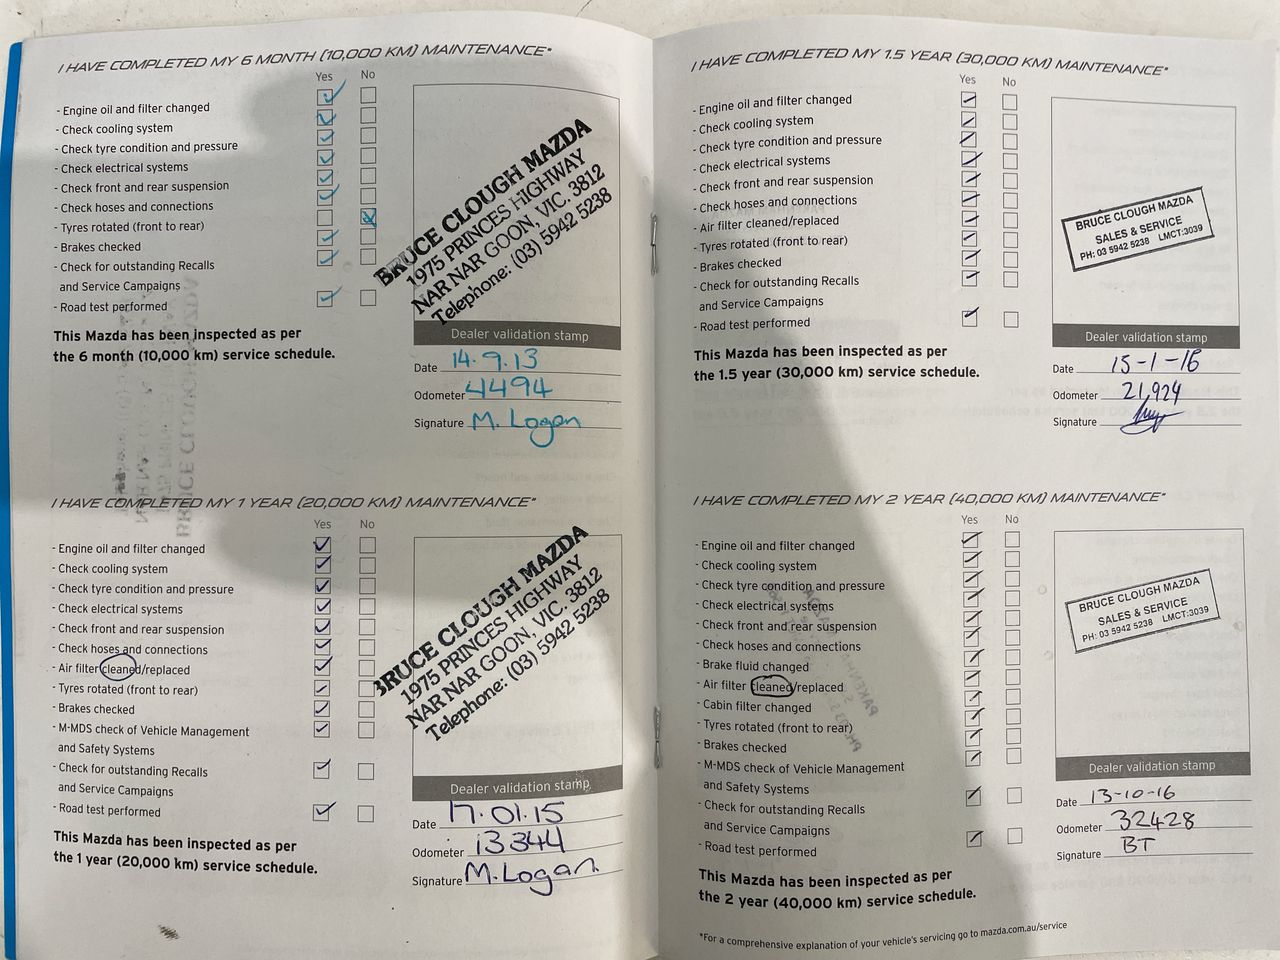 I HAVE COMPLETED MY 6 MONTH (10,000 KM) MAINTENANCE*
Yes No
- Engine oil and filter changed
- Check cooling system
- Check tyre condition and pressure
- Check electrical systems
- Check front and rear suspension
- Check hoses and connections
- Tyres rotated (front to rear)
- Brakes checked
- Check for outstanding Recalls
and Service Campaigns
- Road test performed
This Mazda has been inspected as per
the 6 month (10,000 km) service schedule.
BRUCE CLOUGH MAZDA
1975 PRINCES HIGHWAY
NAR NAR GOON, VIC. 3812
Telephone: (03) 5942 5238
Dealer validation stamp
Date 14.9.13
Odometer 4494
Signature M. Logan
I HAVE COMPLETED MY 1 YEAR (20,000 KM) MAINTENANCE*
Yes No
- Engine oil and filter changed
- Check cooling system
- Check tyre condition and pressure
- Check electrical systems
- Check front and rear suspension
- Check hoses and connections
- Air filter cleaned/replaced
- Tyres rotated (front to rear)
- Brakes checked
- M-MDS check of Vehicle Management
and Safety Systems
- Check for outstanding Recalls
and Service Campaigns
- Road test performed
This Mazda has been inspected as per
the 1 year (20,000 km) service schedule.
BRUCE CLOUGH MAZDA
1975 PRINCES HIGHWAY
NAR NAR GOON, VIC. 3812
Telephone: (03) 5942 5238
Dealer validation stamp
Date 17.01.15
Odometer 13344
Signature M. Logan
I HAVE COMPLETED MY 1.5 YEAR (30,000 KM) MAINTENANCE*
Yes No
- Engine oil and filter changed
- Check cooling system
- Check tyre condition and pressure
- Check electrical systems
- Check front and rear suspension
- Check hoses and connections
- Air filter cleaned/replaced
- Tyres rotated (front to rear)
- Brakes checked
- Check for outstanding Recalls
and Service Campaigns
- Road test performed
This Mazda has been inspected as per
the 1.5 year (30,000 km) service schedule.
BRUCE CLOUGH MAZDA
SALES & SERVICE
PH: 03 5942 5238 LMCT:3039
Dealer validation stamp
Date 15-1-16
Odometer 21,924
Signature
I HAVE COMPLETED MY 2 YEAR (40,000 KM) MAINTENANCE*
Yes No
- Engine oil and filter changed
- Check cooling system
- Check tyre condition and pressure
- Check electrical systems
- Check front and rear suspension
- Check hoses and connections
- Brake fluid changed
- Air filter cleaned/replaced
- Cabin filter changed
- Tyres rotated (front to rear)
- Brakes checked
- M-MDS check of Vehicle Management
and Safety Systems
- Check for outstanding Recalls
and Service Campaigns
- Road test performed
This Mazda has been inspected as per
the 2 year (40,000 km) service schedule.
BRUCE CLOUGH MAZDA
SALES & SERVICE
PH: 03 5942 5238 LMCT:3039
Dealer validation stamp
Date 13-10-16
Odometer 32428
Signature BT
*For a comprehensive explanation of your vehicle's servicing go to mazda.com.au/service